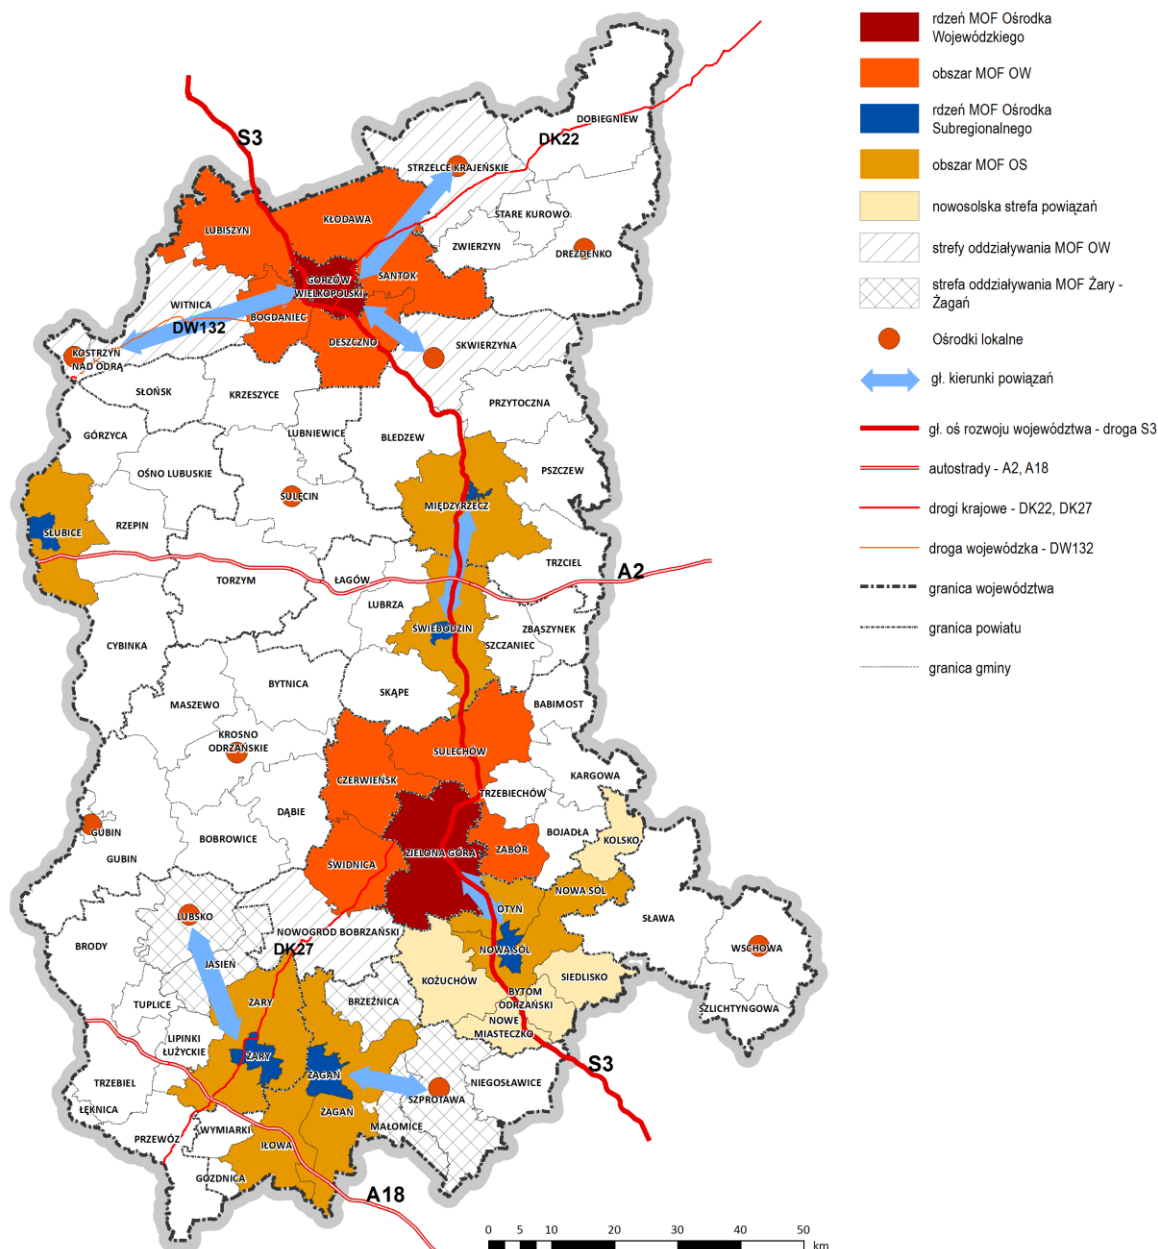 S3
DOBIEGNIEW
DK22
STRZELCE KRAJEŃSKIE
KŁODAWA
LUBISZYN
STARE KUROWO
ZWIERZYN
DREZDENKO
GORZÓW
WIELKOPOLSKI
SANTOK
WITNICA
BOGDANIEC
DW132
DESZCZNO
SKWIERZYNA
KOSTRZYN
NAD ODRĄ
SŁOŃSK
KRZESZYCE
PRZYTOCZNA
GÓRZYCA
LUBNIEWICE
BLEDZEW
OŚNO LUBUSKIE
PSZCZEW
SULĘCIN
MIĘDZYRZECZ
RZEPIN
SŁUBICE
TRZCIEL
A2
TORZYM
ŁAGÓW
LUBRZA
ŚWIEBODZIN
ZBĄSZYNEK
SZCZANIEC
CYBINKA
BYTNICA
SKĄPE
MASZEWO
BABIMOST
KROSNO
ODRZAŃSKIE
SULECHÓW
CZERWIEŃSK
KARGOWA
TRZEBIECHÓW
DĄBIE
BOJADŁA
GUBIN
BOBROWICE
KOLSKO
ZIELONA GÓRA
ZABÓR
GUBIN
ŚWIDNICA
NOWA SÓL
OTYŃ
LUBSKO
SŁAWA
NOWOGRÓD BOBRZAŃSKI
BRODY
DK27
NOWA SÓL
WSCHOWA
JASIEŃ
KOŻUCHÓW
SIEDLISKO
ŻARY
BRZEŹNICA
BYTOM
ODRZAŃSKI
TUPLICE
SZLICHTYNGOWA
NOWE
MIASTECZKO
LIPINKI
ŁUŻYCKIE
ŻARY
S3
ŻAGAŃ
TRZEBIEL
NIEGOSŁAWICE
SZPROTAWA
ŁĘKNICA
ŻAGAŃ
MAŁOMICE
PRZEWÓZ
WYMIARKI
IŁOWA
GOZDNICA
A18
0 5 10 20 30 40 50
km
rdzeń MOF Ośrodka
Wojewódzkiego
obszar MOF OW
rdzeń MOF Ośrodka
Subregionalnego
obszar MOF OS
nowosolska strefa powiązań
strefy oddziaływania MOF OW
strefa oddziaływania MOF Żary -
Żagań
Ośrodki lokalne
gł. kierunki powiązań
gł. oś rozwoju województwa - droga S3
autostrady - A2, A18
drogi krajowe - DK22, DK27
droga wojewódzka - DW132
granica województwa
granica powiatu
granica gminy